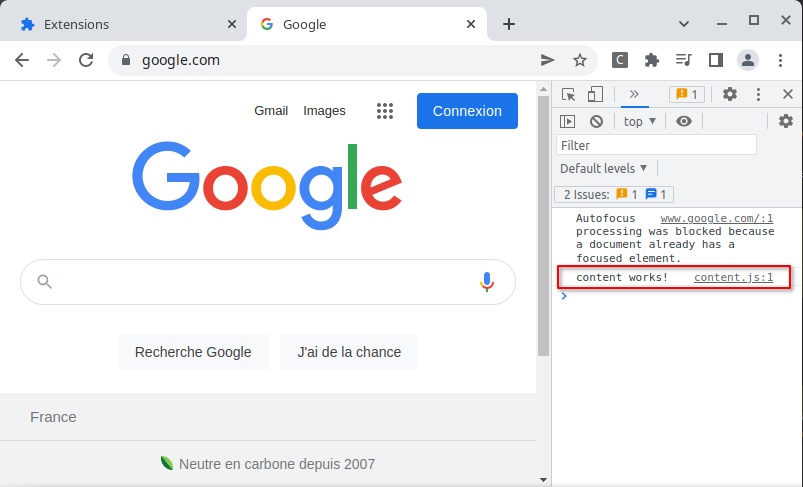 Extensions
Google
google.com
C
Gmail Images Connexion
Google
Recherche Google J'ai de la chance
France
Neutre en carbone depuis 2007
1
top
Filter
Default levels
2 Issues: 1 1
Autofocus www.google.com/:1
processing was blocked because
a document already has a
focused element.
content works! content.js:1